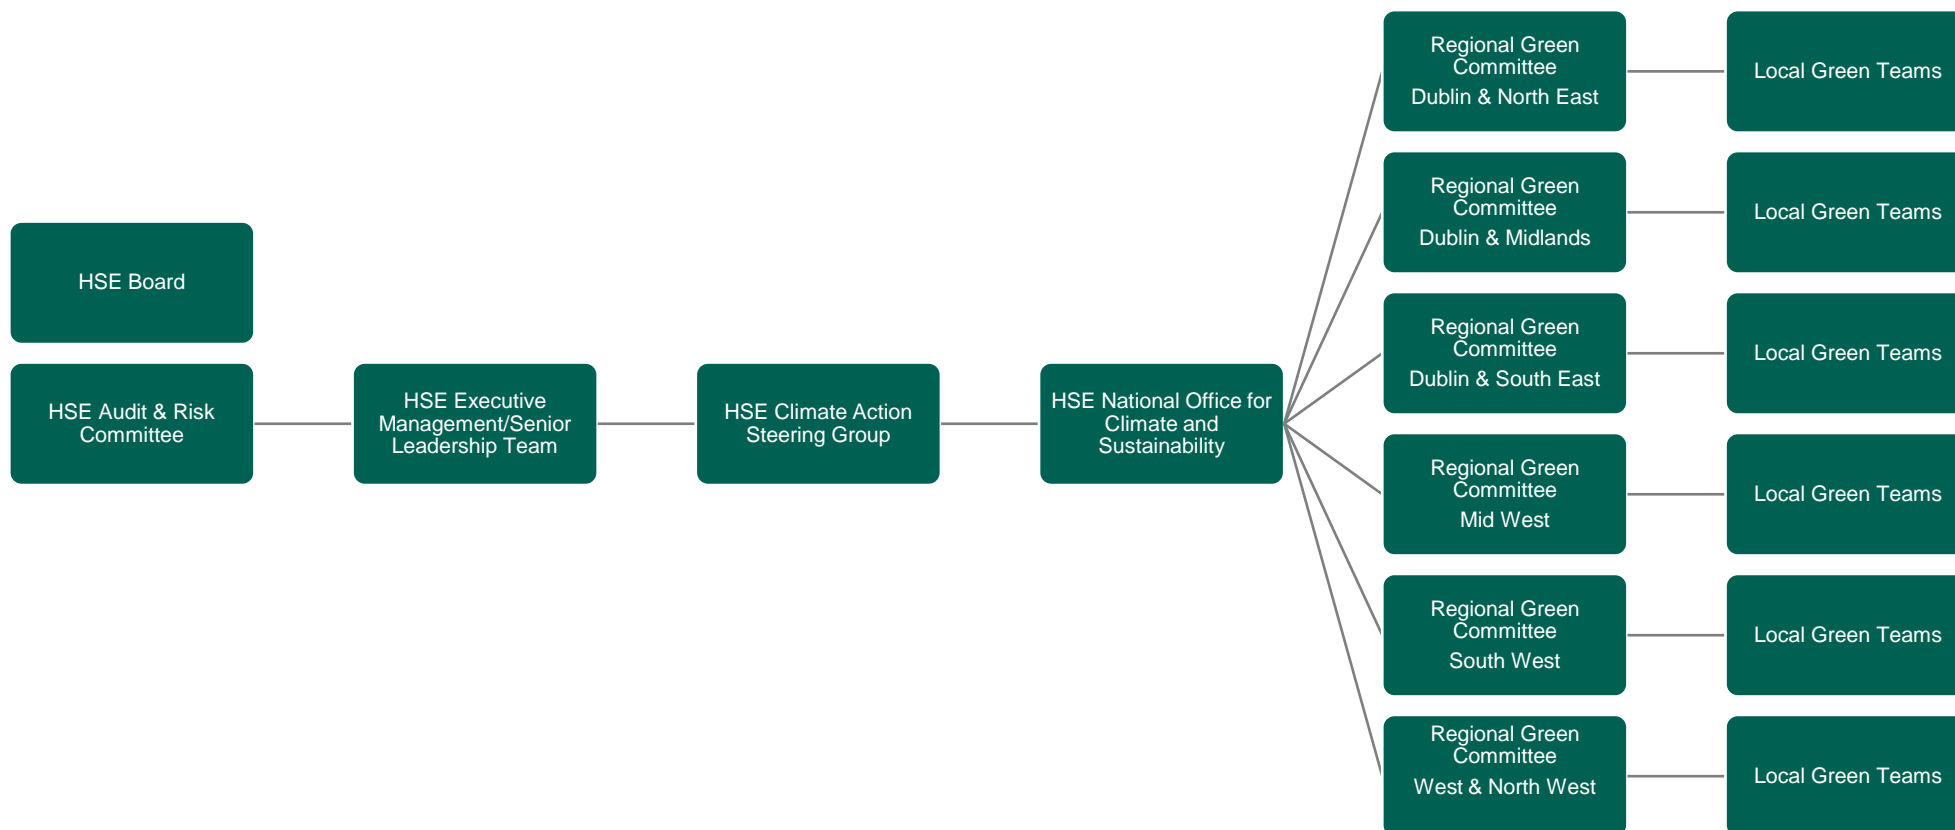 HSE Board
HSE Audit & Risk
Committee
HSE Executive
Management/Senior
Leadership Team
HSE Climate Action
Steering Group
HSE National Office for
Climate and
Sustainability
Regional Green
Committee
Dublin & North East
Local Green Teams
Regional Green
Committee
Dublin & Midlands
Local Green Teams
Regional Green
Committee
Dublin & South East
Local Green Teams
Regional Green
Committee
Mid West
Local Green Teams
Regional Green
Committee
South West
Local Green Teams
Regional Green
Committee
West & North West
Local Green Teams